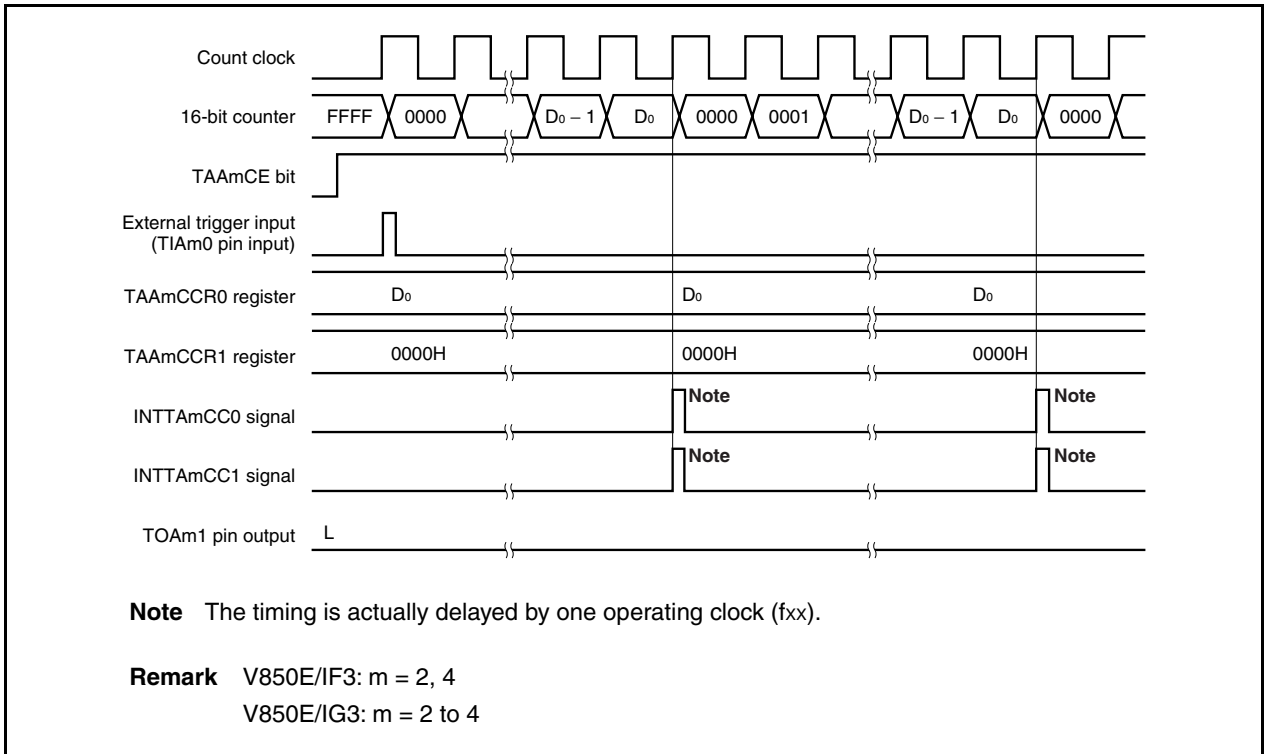 Count clock
16-bit counter FFFF 0000 D0 − 1 D0 0000 0001 D0 − 1 D0 0000
TAAmCE bit
External trigger input
(TIAm0 pin input)
TAAmCCR0 register D0 D0 D0
TAAmCCR1 register 0000H 0000H 0000H
INTTAmCC0 signal Note Note
INTTAmCC1 signal Note Note
TOAm1 pin output L
Note The timing is actually delayed by one operating clock (fxx).
Remark V850E/IF3: m = 2, 4
V850E/IG3: m = 2 to 4